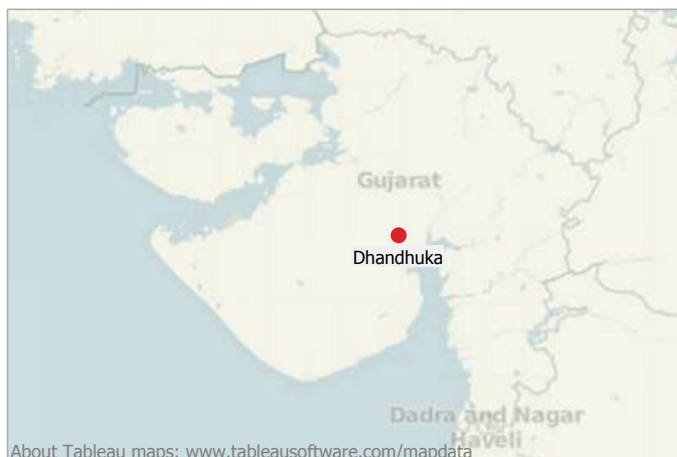 Gujarat
Dhandhuka
Dadra and Nagar
Haveli
About Tableau maps: www.tableausoftware.com/mapdata